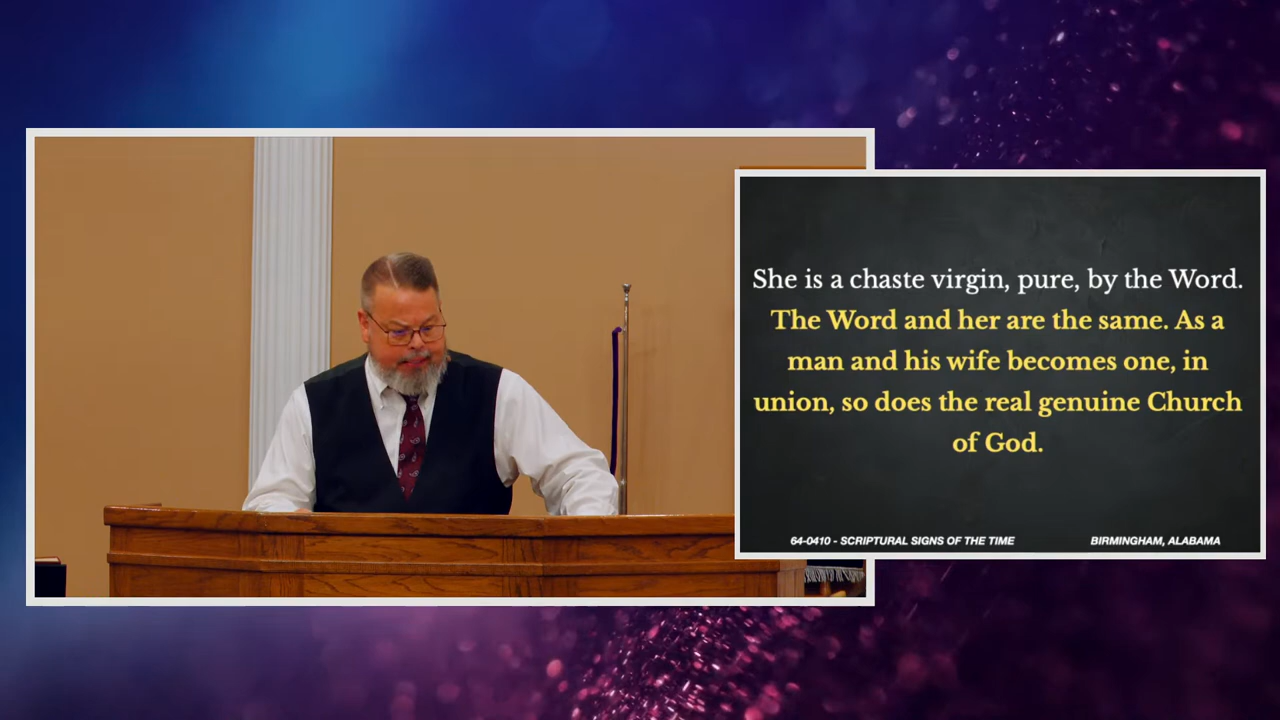 She is a chaste virgin, pure, by the Word.
The Word and her are the same. As a
man and his wife becomes one, in
union, so does the real genuine Church
of God.
64-0410 - SCRIPTURAL SIGNS OF THE TIME
BIRMINGHAM, ALABAMA